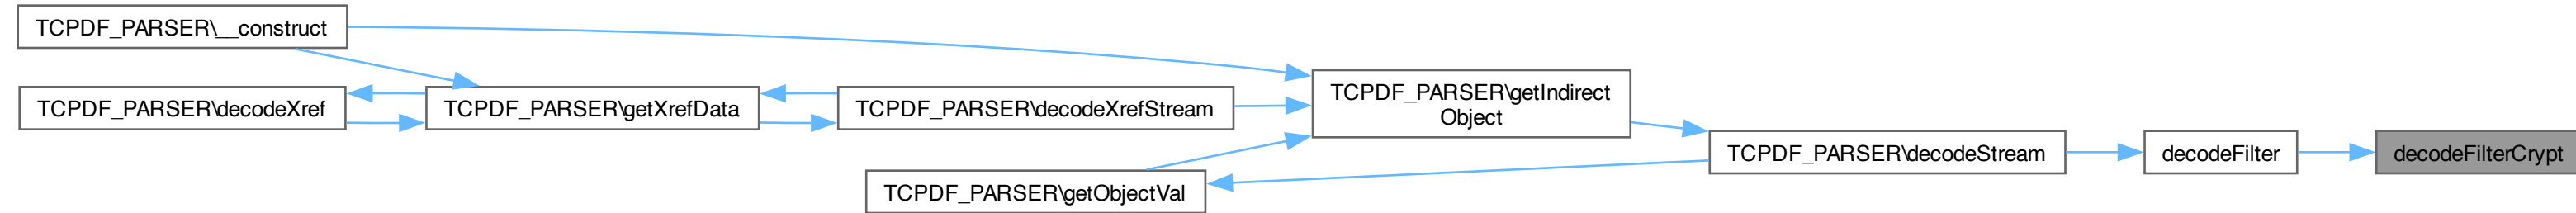 TCPDF_PARSER\__construct
TCPDF_PARSER\decodeXref
TCPDF_PARSER\getXrefData
TCPDF_PARSER\decodeXrefStream
TCPDF_PARSER\getObjectVal
TCPDF_PARSER\getIndirect
Object
TCPDF_PARSER\decodeStream
decodeFilter
decodeFilterCrypt